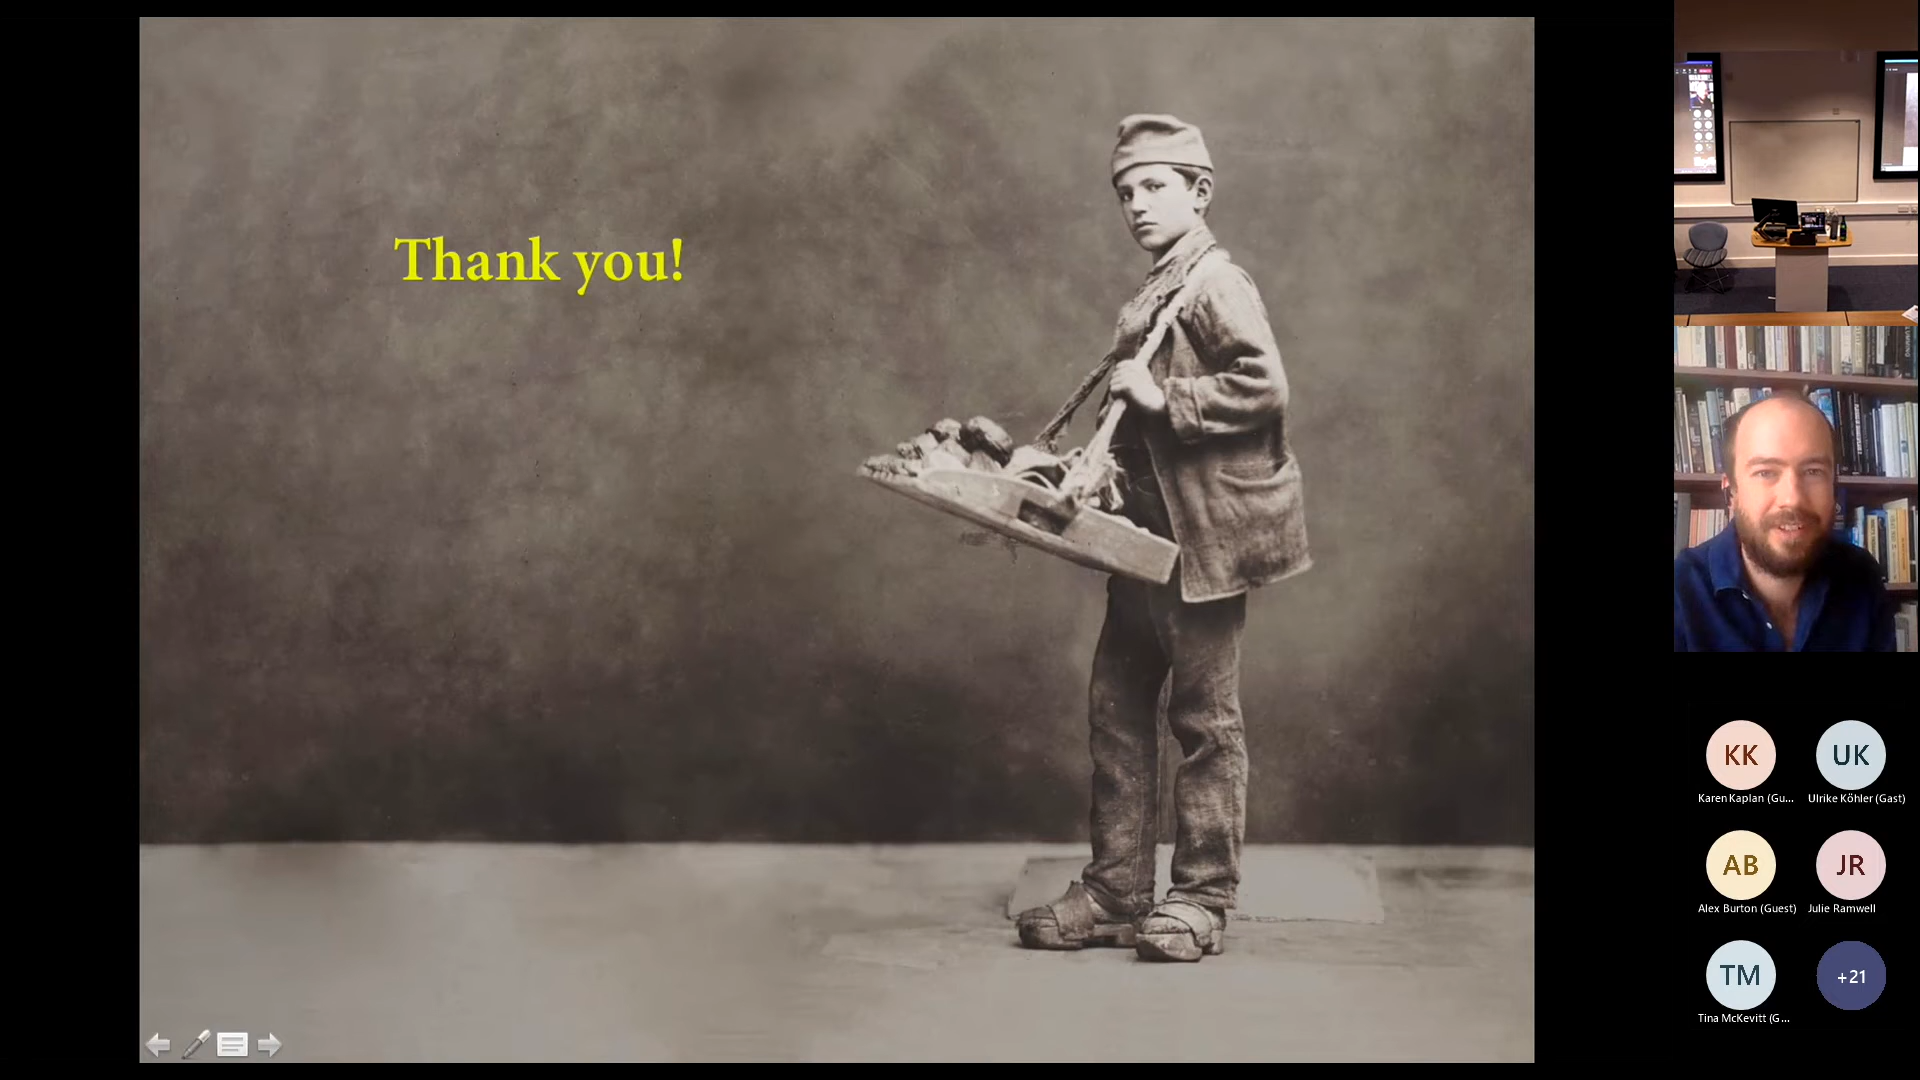 Thank you!
KK
UK
Karen Kaplan (Gu...
Ulrike Köhler (Gast)
AB
JR
Alex Burton (Guest)
Julie Ramwell
TM
+21
Tina McKevitt (G...